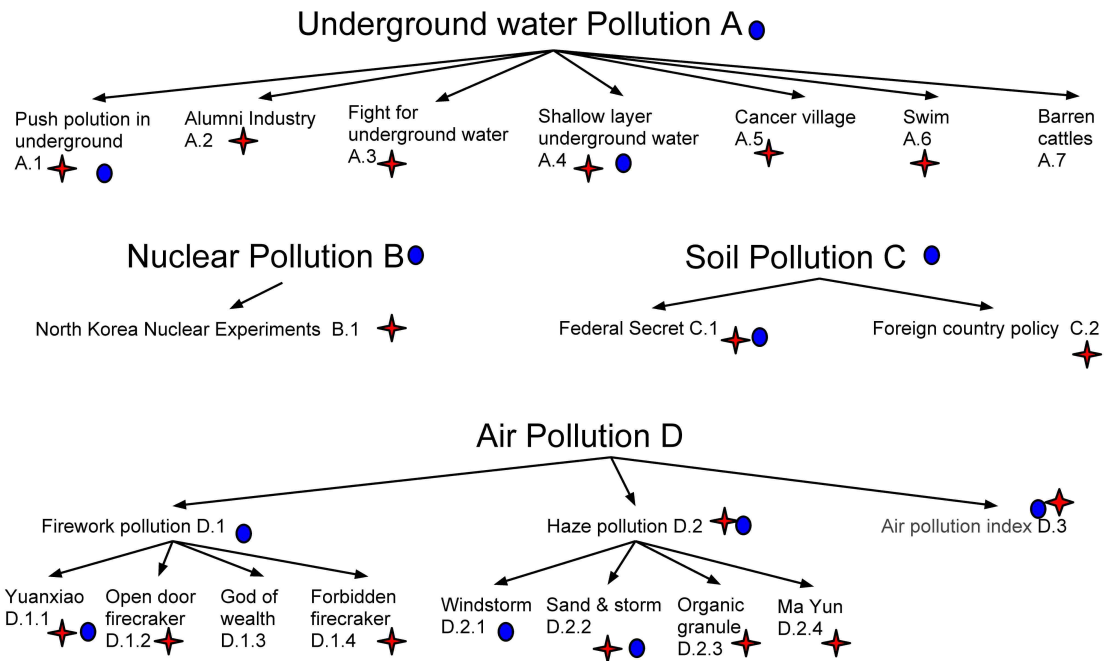 Underground water Pollution A
Push polution in
underground
A.1
Alumni Industry
A.2
Fight for
underground water
A.3
Shallow layer
underground water
A.4
Cancer village
A.5
Swim
A.6
Barren
cattles
A.7
Nuclear Pollution B
North Korea Nuclear Experiments B.1
Soil Pollution C
Federal Secret C.1
Foreign country policy C.2
Air Pollution D
Firework pollution D.1
Haze pollution D.2
Air pollution index D.3
Yuanxiao
D.1.1
Open door
firecraker
D.1.2
God of
wealth
D.1.3
Forbidden
firecraker
D.1.4
Windstorm
D.2.1
Sand & storm
D.2.2
Organic
granule
D.2.3
Ma Yun
D.2.4